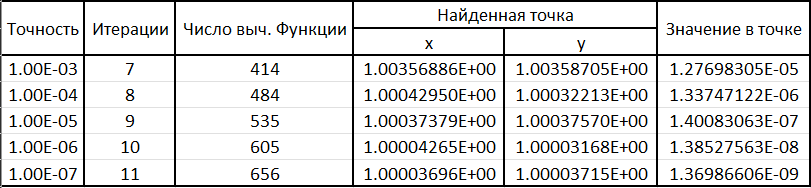 Точность Итерации Число выч. Функции Найденная точка Значение в точке
x y
1.00E-03 7 414 1.00356886E+00 1.00358705E+00 1.27698305E-05
1.00E-04 8 484 1.00042950E+00 1.00032213E+00 1.33747122E-06
1.00E-05 9 535 1.00037379E+00 1.00037570E+00 1.40083063E-07
1.00E-06 10 605 1.00004265E+00 1.00003168E+00 1.38527563E-08
1.00E-07 11 656 1.00003696E+00 1.00003715E+00 1.36986606E-09